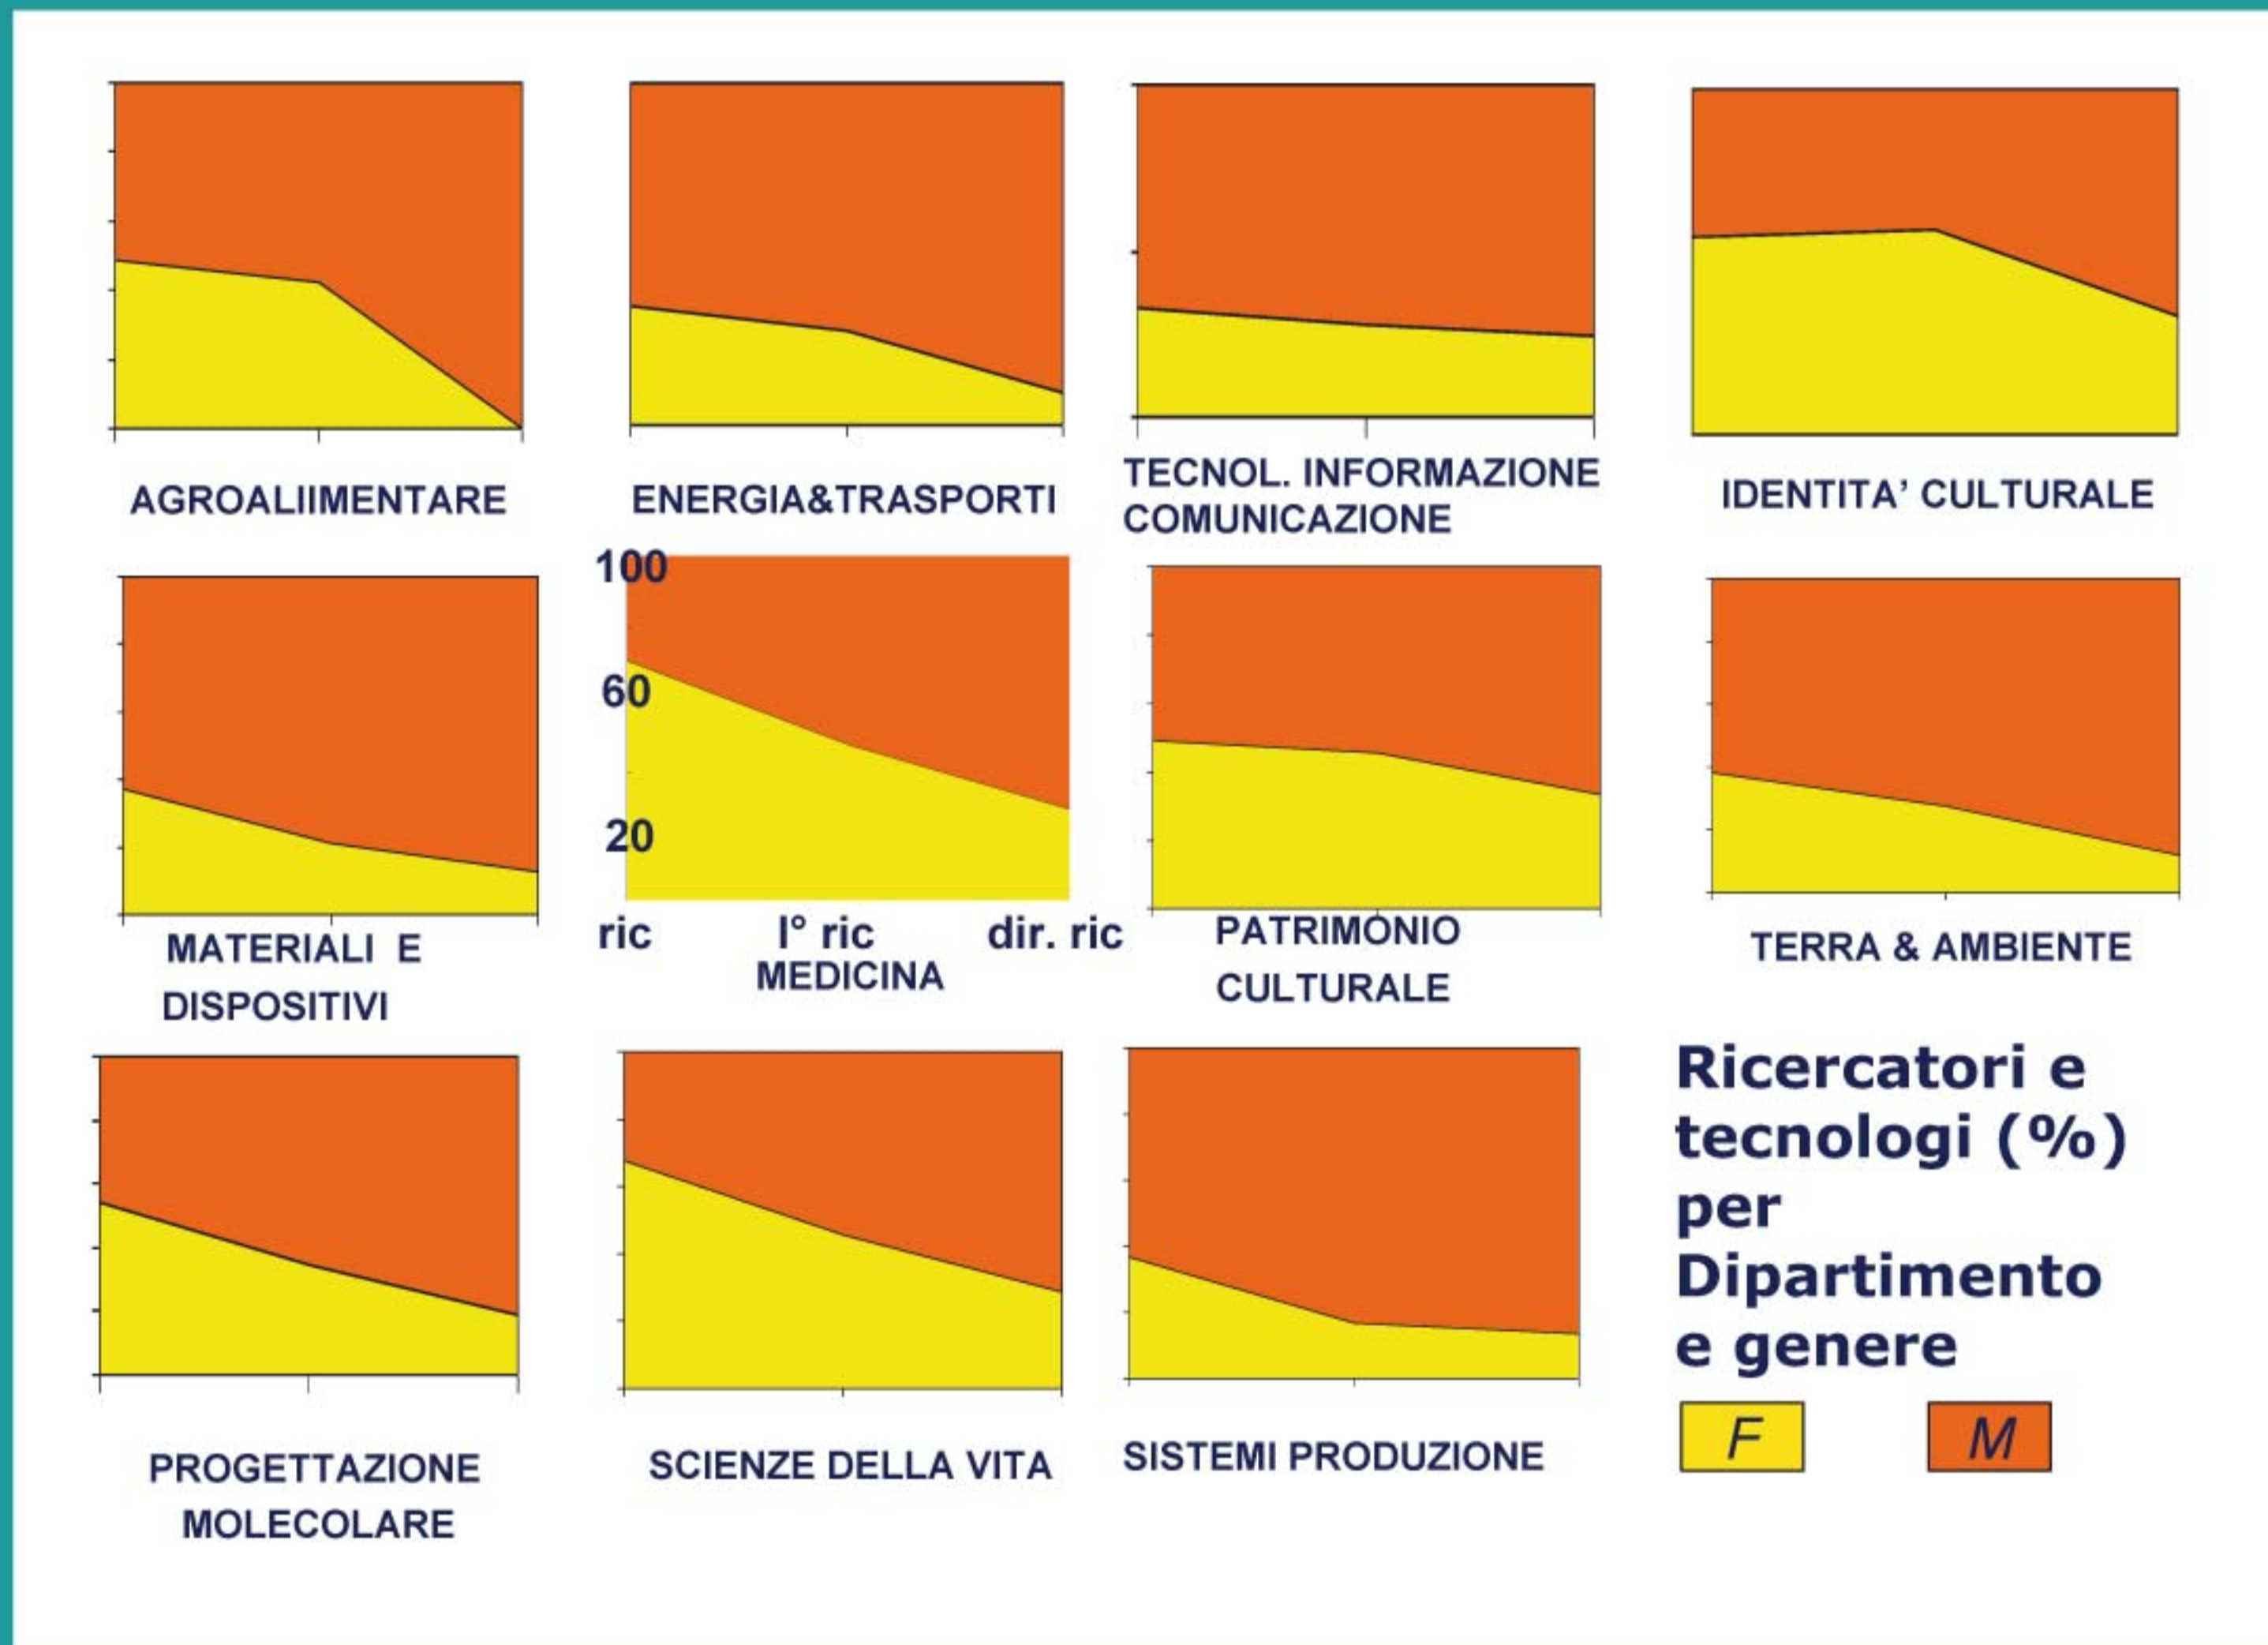 AGROALIIMENTARE
ENERGIA&TRASPORTI
TECNOL. INFORMAZIONE
COMUNICAZIONE
IDENTITA’ CULTURALE
MATERIALI E
DISPOSITIVI
100
60
20
ric I° ric dir. ric
MEDICINA
PATRIMONIO
CULTURALE
TERRA & AMBIENTE
PROGETTAZIONE
MOLECOLARE
SCIENZE DELLA VITA
SISTEMI PRODUZIONE
Ricercatori e
tecnologi (%)
per
Dipartimento
e genere
F M